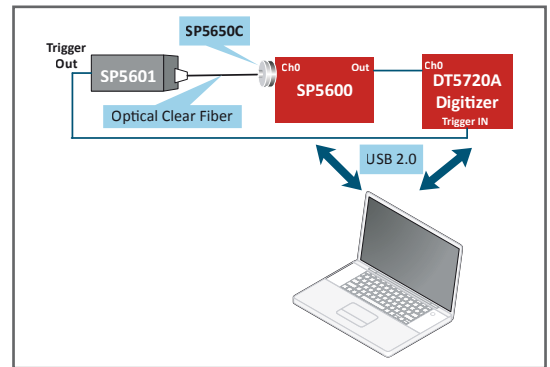 SP5650C
Trigger
Out
SP5601
Optical Clear Fiber
Ch0
Out
SP5600
Ch0
DT5720A
Digitizer
Trigger IN
USB 2.0